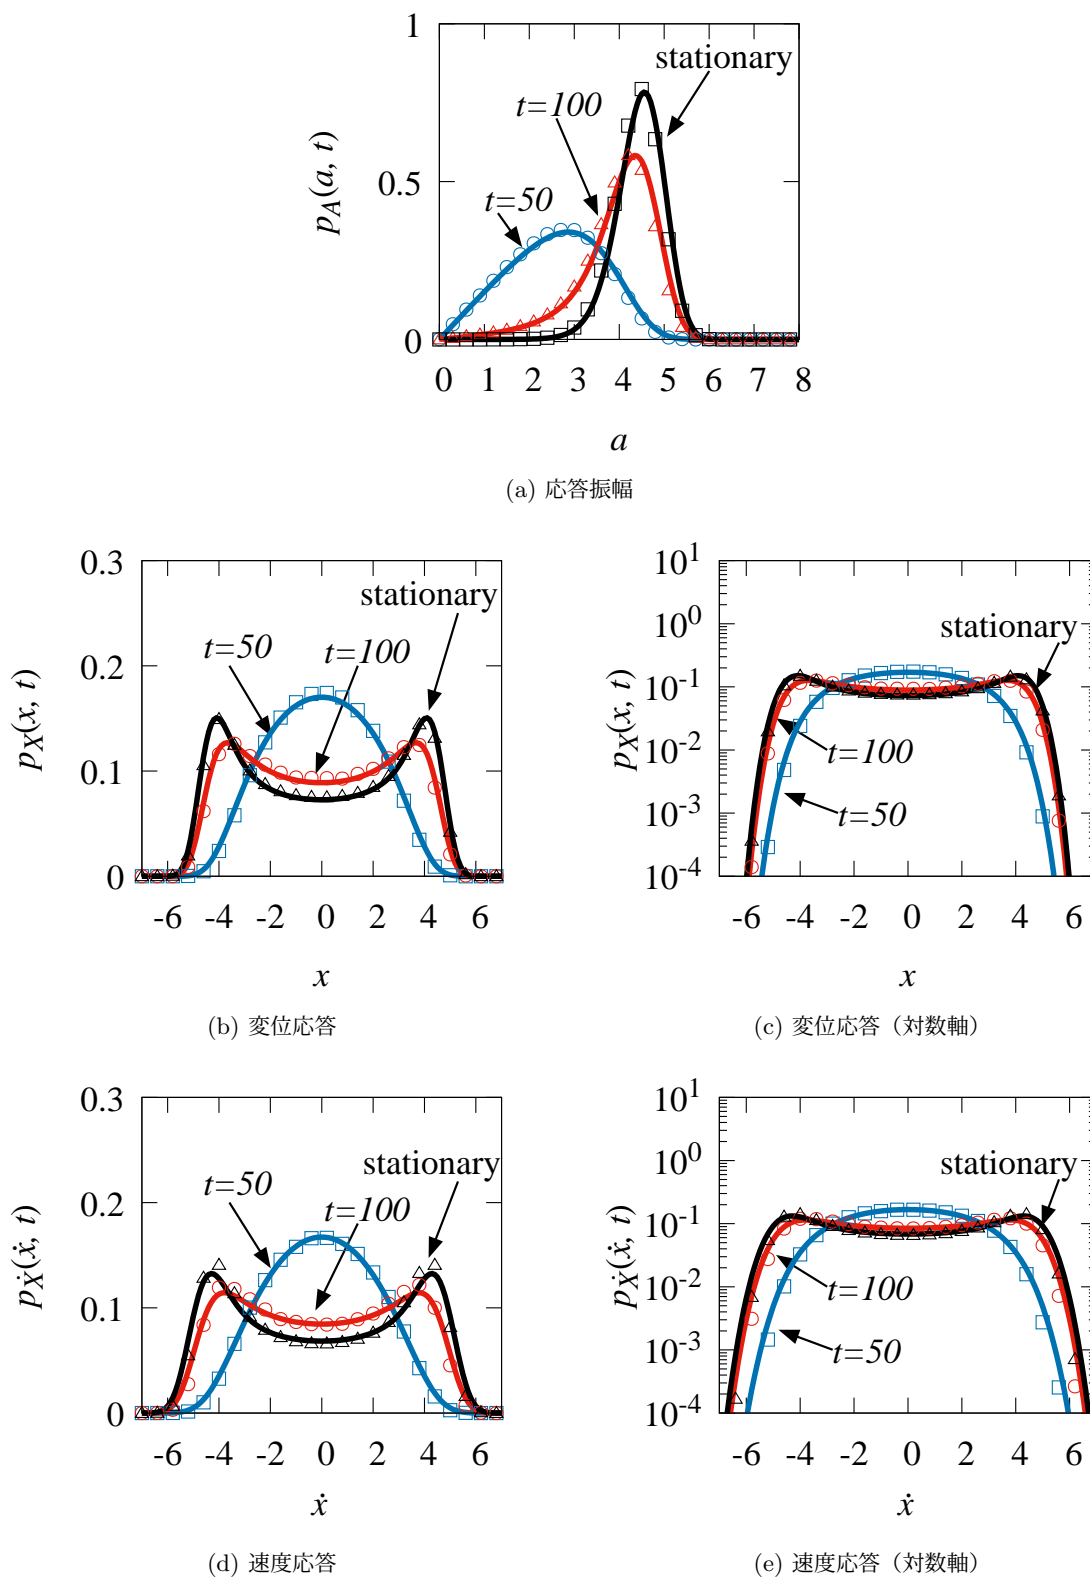 1
stationary
t=100
p_A(a, t)
0.5
t=50
0
0 1 2 3 4 5 6 7 8
a
(a) 応答振幅
0.3
stationary
t=50
t=100
0.2
p_X(x, t)
0.1
0
-6 -4 -2 0 2 4 6
x
(b) 変位応答
10^1
10^0
stationary
p_X(x, t)
10^-1
t=100
10^-2
t=50
10^-3
10^-4
-6 -4 -2 0 2 4 6
x
(c) 変位応答（対数軸）
0.3
stationary
t=50
t=100
0.2
p_Ẋ(ẋ, t)
0.1
0
-6 -4 -2 0 2 4 6
ẋ
(d) 速度応答
10^1
10^0
stationary
p_Ẋ(ẋ, t)
10^-1
t=100
10^-2
t=50
10^-3
10^-4
-6 -4 -2 0 2 4 6
ẋ
(e) 速度応答（対数軸）